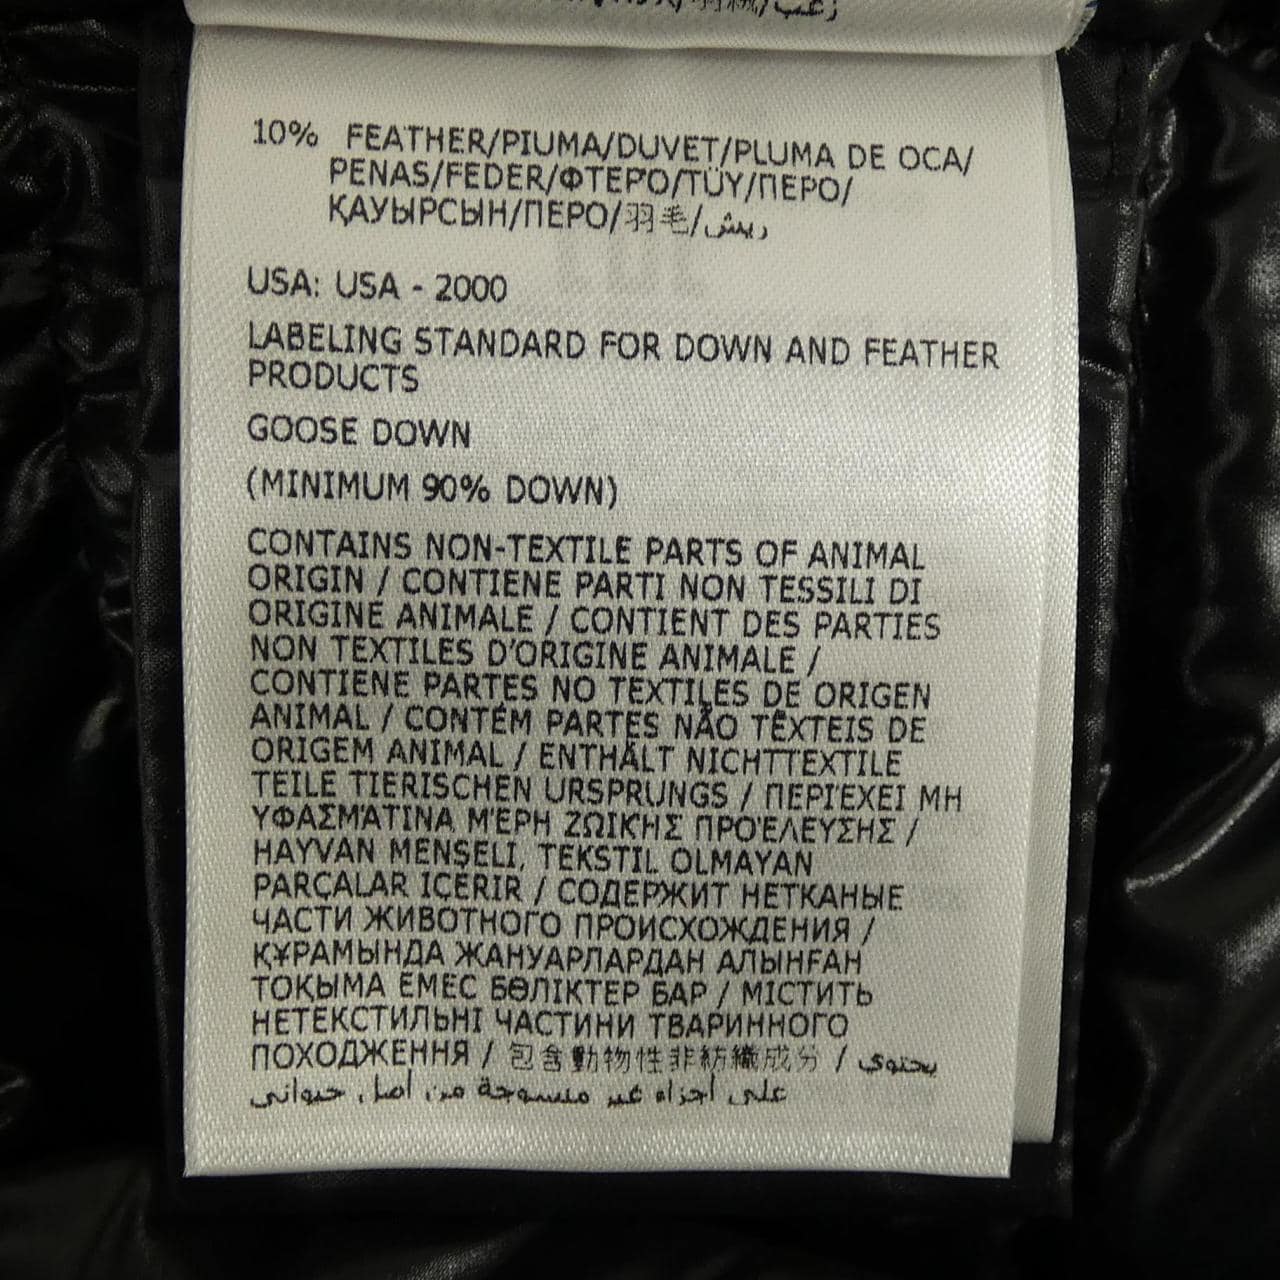 10% FEATHER/PIUMA/DUVET/PLUMA DE OCA/
PENAS/FEDER/ΦΤΕΡΌ/TÜY/ПЕРО/
ҚАУЫРСЫН/ПЕРО/羽毛/ريش
USA: USA - 2000
LABELING STANDARD FOR DOWN AND FEATHER
PRODUCTS
GOOSE DOWN
(MINIMUM 90% DOWN)
CONTAINS NON-TEXTILE PARTS OF ANIMAL
ORIGIN / CONTIENE PARTI NON TESSILI DI
ORIGINE ANIMALE / CONTIENT DES PARTIES
NON TEXTILES D'ORIGINE ANIMALE /
CONTIENE PARTES NO TEXTILES DE ORIGEN
ANIMAL / CONTÉM PARTES NÃO TÊXTEIS DE
ORIGEM ANIMAL / ENTHÄLT NICHTTEXTILE
TEILE TIERISCHEN URSPRUNGS / ΠΕΡΙΈΧΕΙ ΜΗ
ΥΦΑΣΜΆΤΙΝΑ ΜΈΡΗ ΖΩΙΚΗΣ ΠΡΟΈΛΕΥΣΗΣ /
HAYVAN MENŞELI, TEKSTIL OLMAYAN
PARÇALAR IÇERIR / СОДЕРЖИТ НЕТКАНЫЕ
ЧАСТИ ЖИВОТНОГО ПРОИСХОЖДЕНИЯ /
ҚҰРАМЫНДА ЖАНУАРЛАРДАН АЛЫНҒАН
ТОҚЫМА ЕМЕС БӨЛІКТЕР БАР / МІСТИТЬ
НЕТЕКСТИЛЬНІ ЧАСТИНИ ТВАРИННОГО
ПОХОДЖЕННЯ / 包含動物性非紡織成分 / يحتوي
على أجزاء غير منسوجة من أصل حيواني